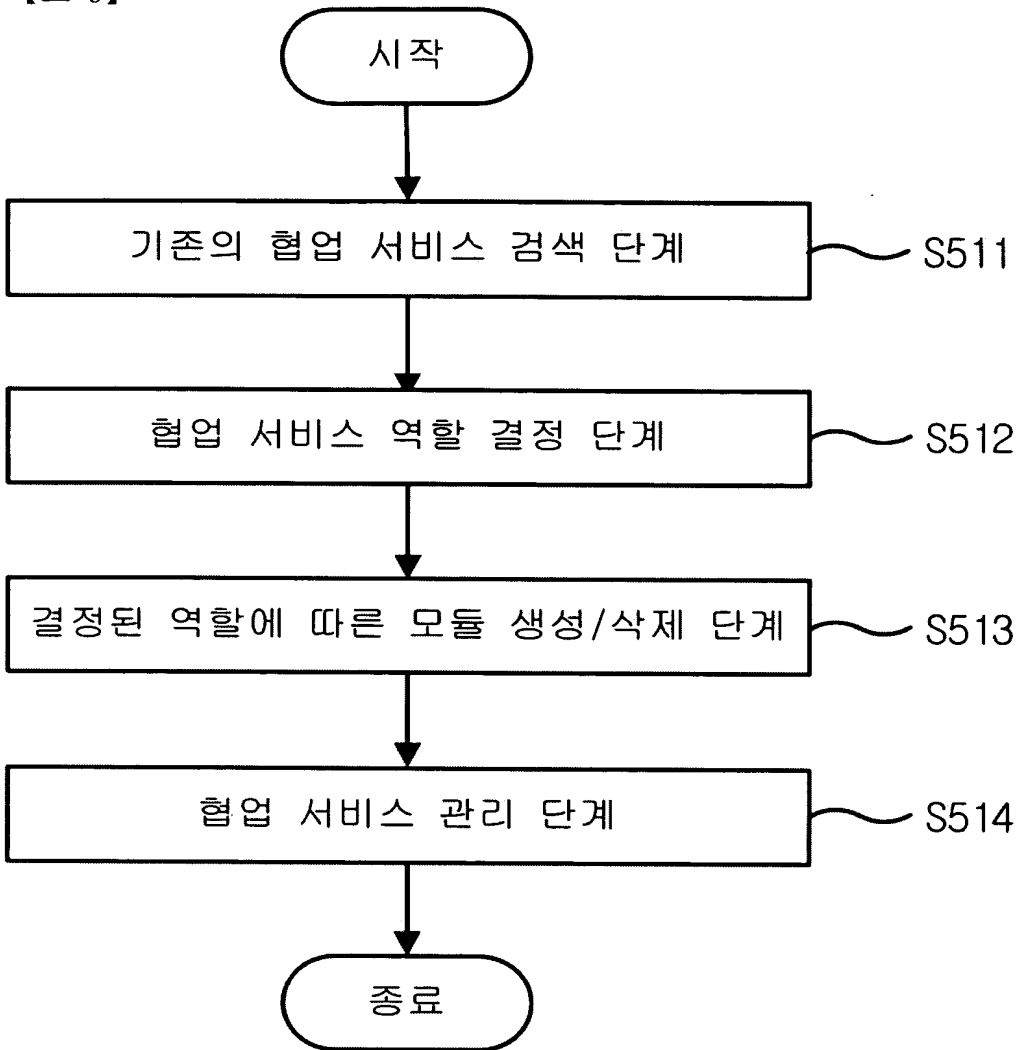 시작
기존의 협업 서비스 검색 단계
S511
협업 서비스 역할 결정 단계
S512
결정된 역할에 따른 모듈 생성/삭제 단계
S513
협업 서비스 관리 단계
S514
종료